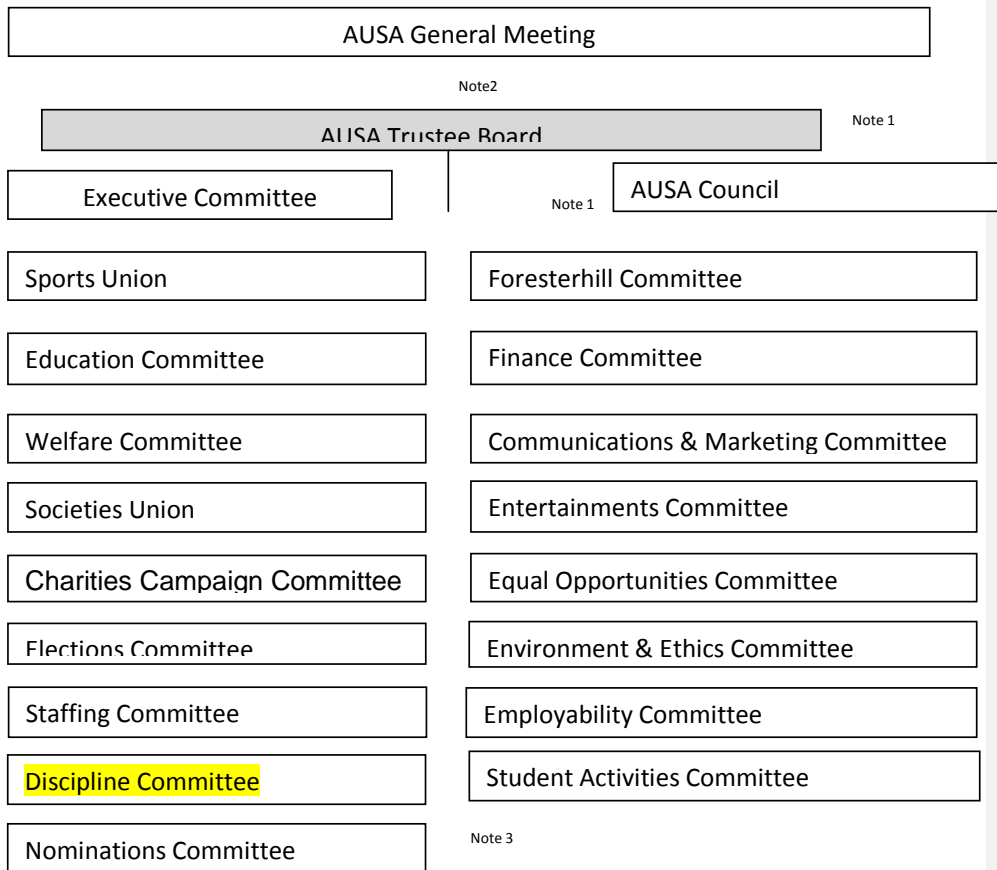 AUSA General Meeting
Note2
AUSA Trustee Board
Note 1
Executive Committee
Note 1
AUSA Council
Sports Union
Foresterhill Committee
Education Committee
Finance Committee
Welfare Committee
Communications & Marketing Committee
Societies Union
Entertainments Committee
Charities Campaign Committee
Equal Opportunities Committee
Elections Committee
Environment & Ethics Committee
Staffing Committee
Employability Committee
Discipline Committee
Student Activities Committee
Nominations Committee
Note 3